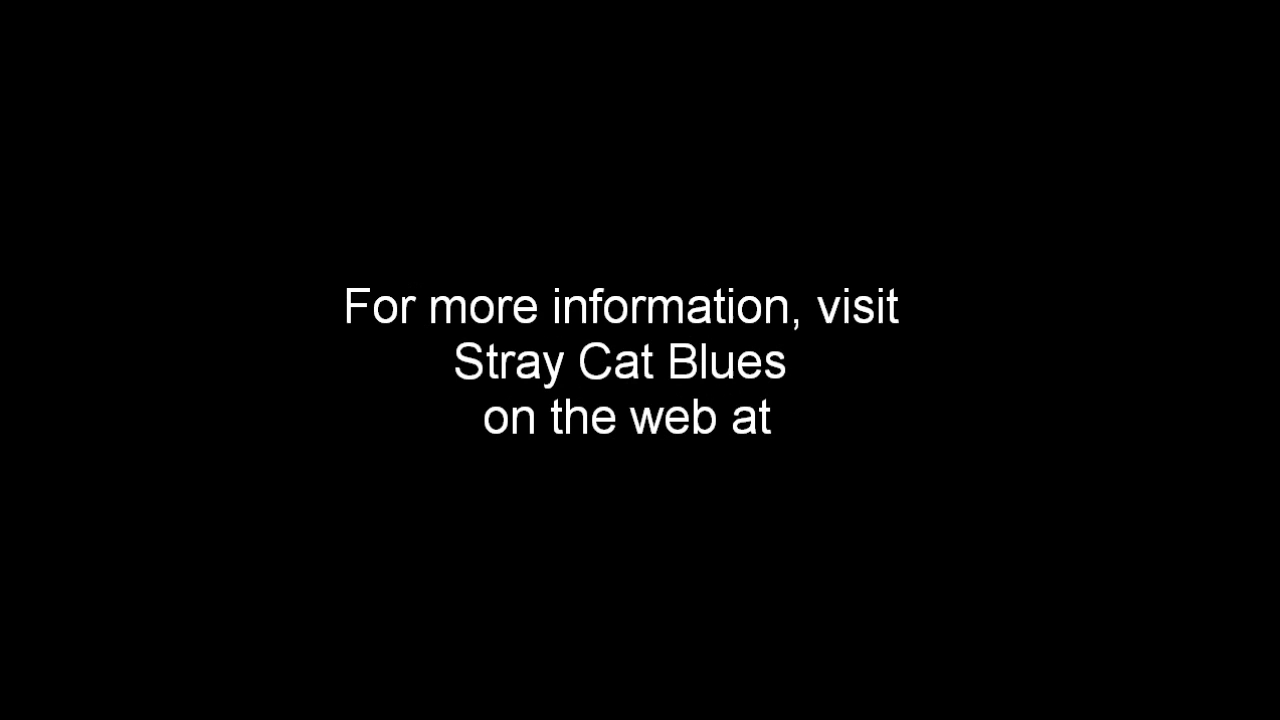 For more information, visit
Stray Cat Blues
on the web at